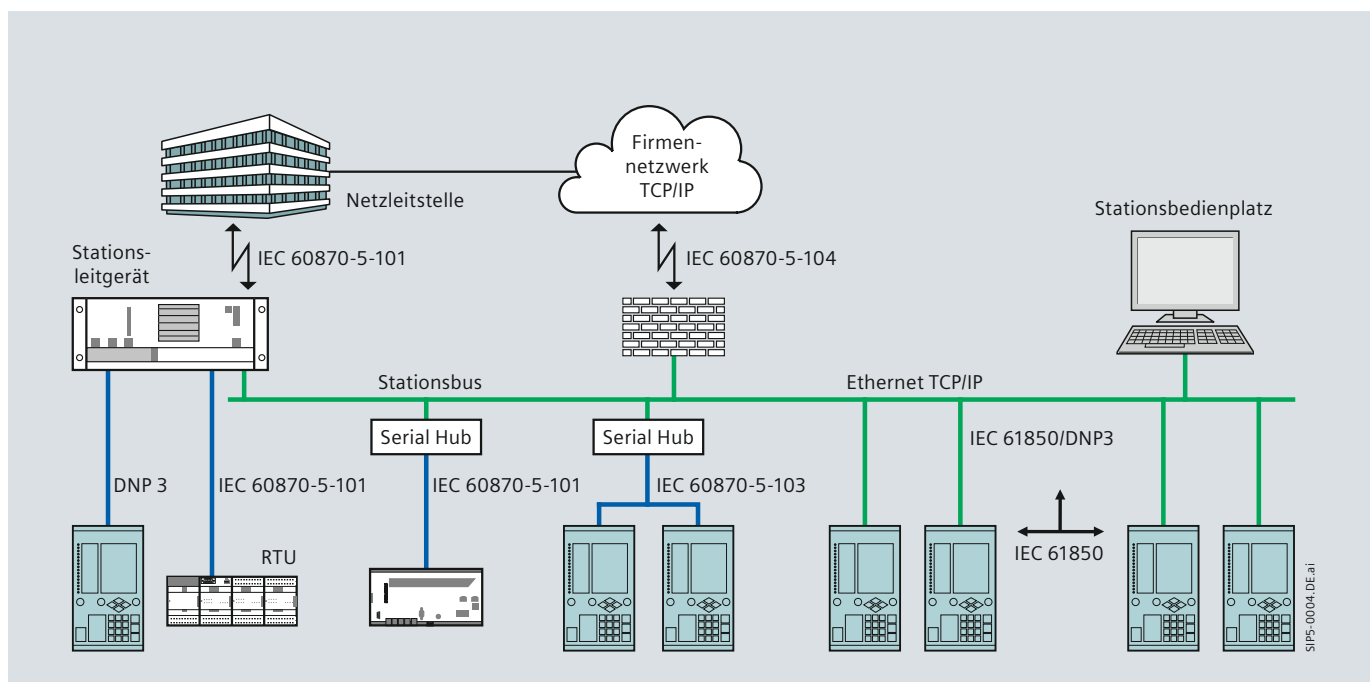 Firmen-
netzwerk
TCP/IP
Netzleitstelle
Stationsbedienplatz
Stations-
leitgerät
IEC 60870-5-101
IEC 60870-5-104
Stationsbus
Ethernet TCP/IP
Serial Hub
Serial Hub
IEC 61850/DNP3
DNP 3
IEC 60870-5-101
IEC 60870-5-101
IEC 60870-5-103
RTU
IEC 61850
SIP5-0004.DE.ai